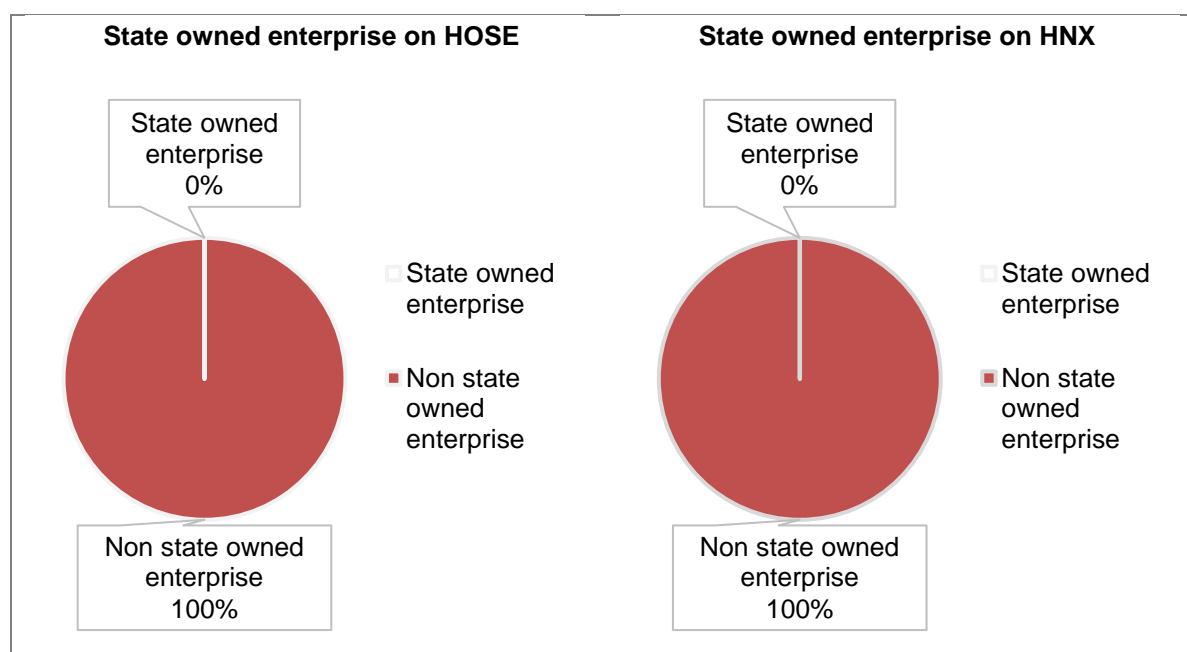 State owned enterprise on HOSE
State owned
enterprise
0%
State owned
enterprise
Non state
owned
enterprise
Non state owned
enterprise
100%
State owned enterprise on HNX
State owned
enterprise
0%
State owned
enterprise
Non state
owned
enterprise
Non state owned
enterprise
100%